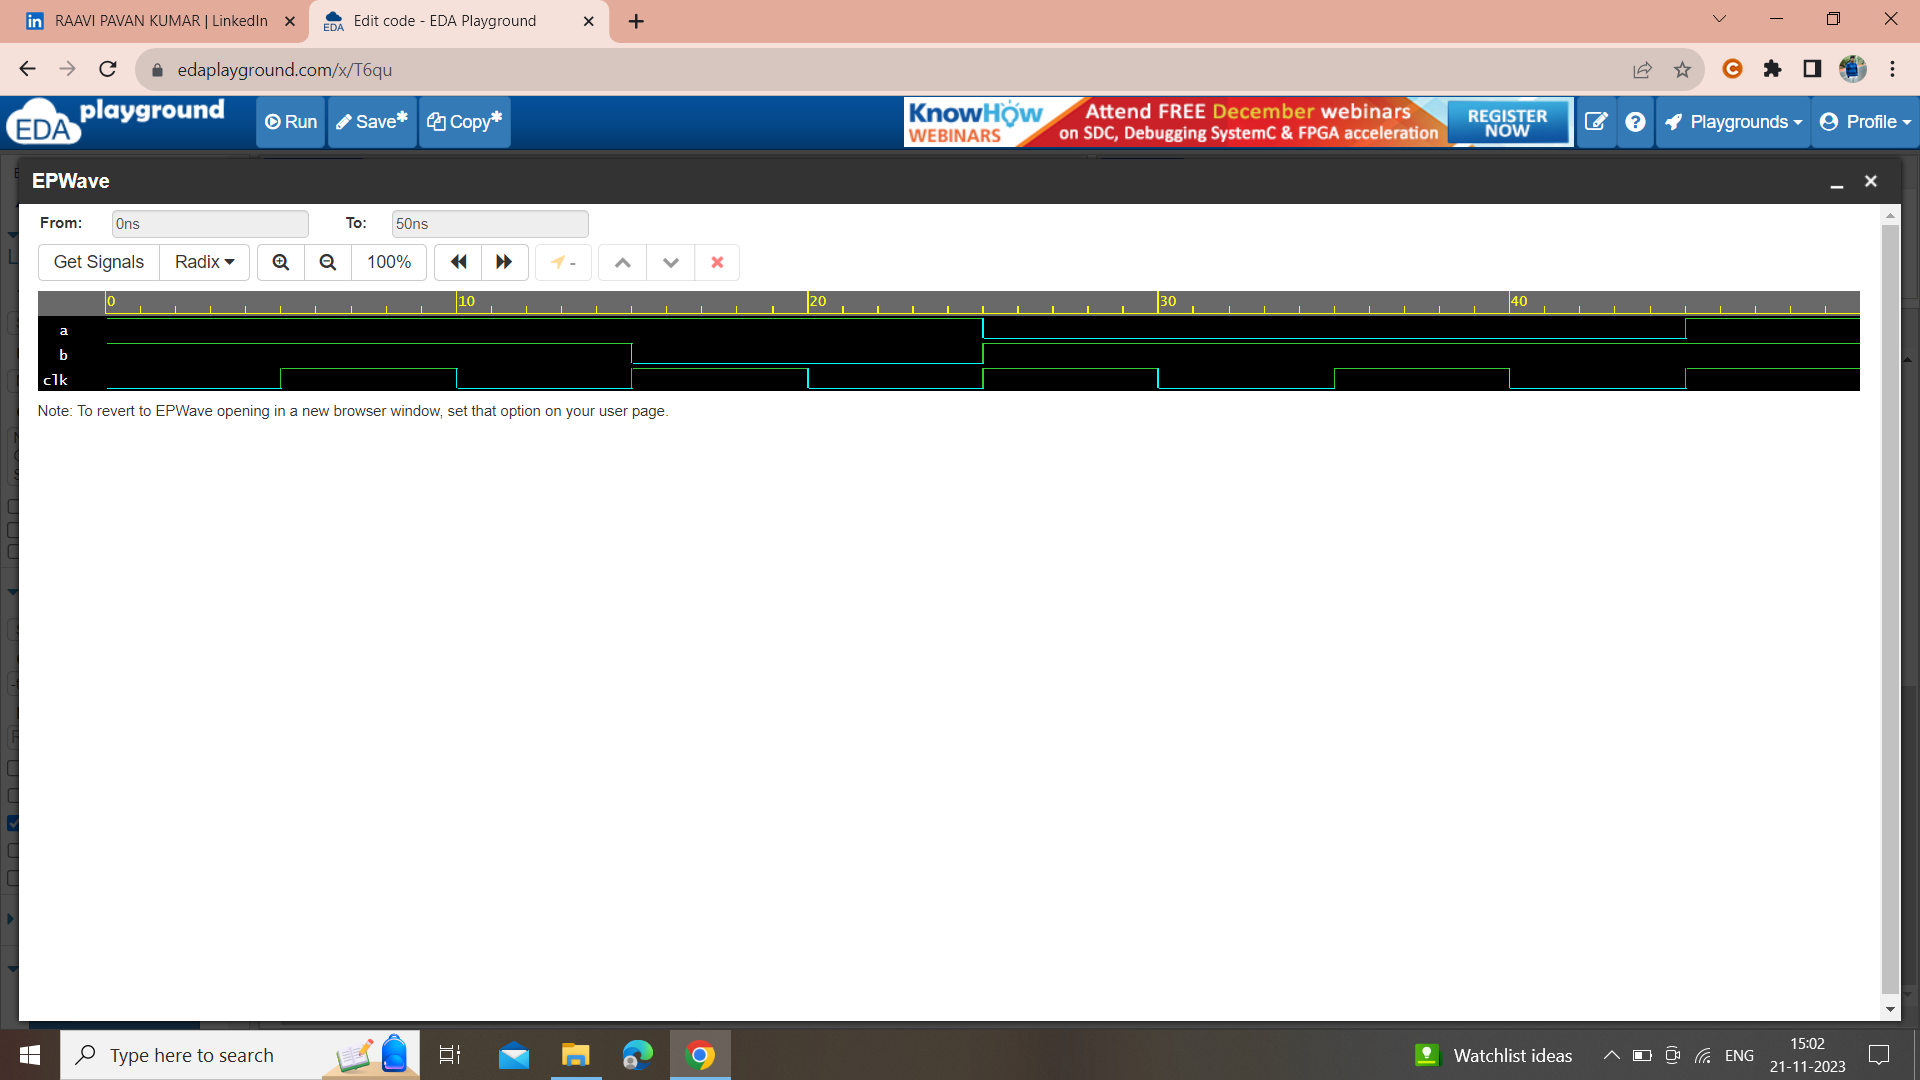 RAAVI PAVAN KUMAR | LinkedIn
Edit code - EDA Playground
edaplayground.com/x/T6qu
EDA playground
Run
Save*
Copy*
KnowHow
WEBINARS
Attend FREE December webinars
on SDC, Debugging SystemC & FPGA acceleration
REGISTER
NOW
Playgrounds
Profile
EPWave
From:
0ns
To:
50ns
Get Signals
Radix
100%
-
0
10
20
30
40
a
b
clk
Note: To revert to EPWave opening in a new browser window, set that option on your user page.
Type here to search
Watchlist ideas
ENG
15:02
21-11-2023